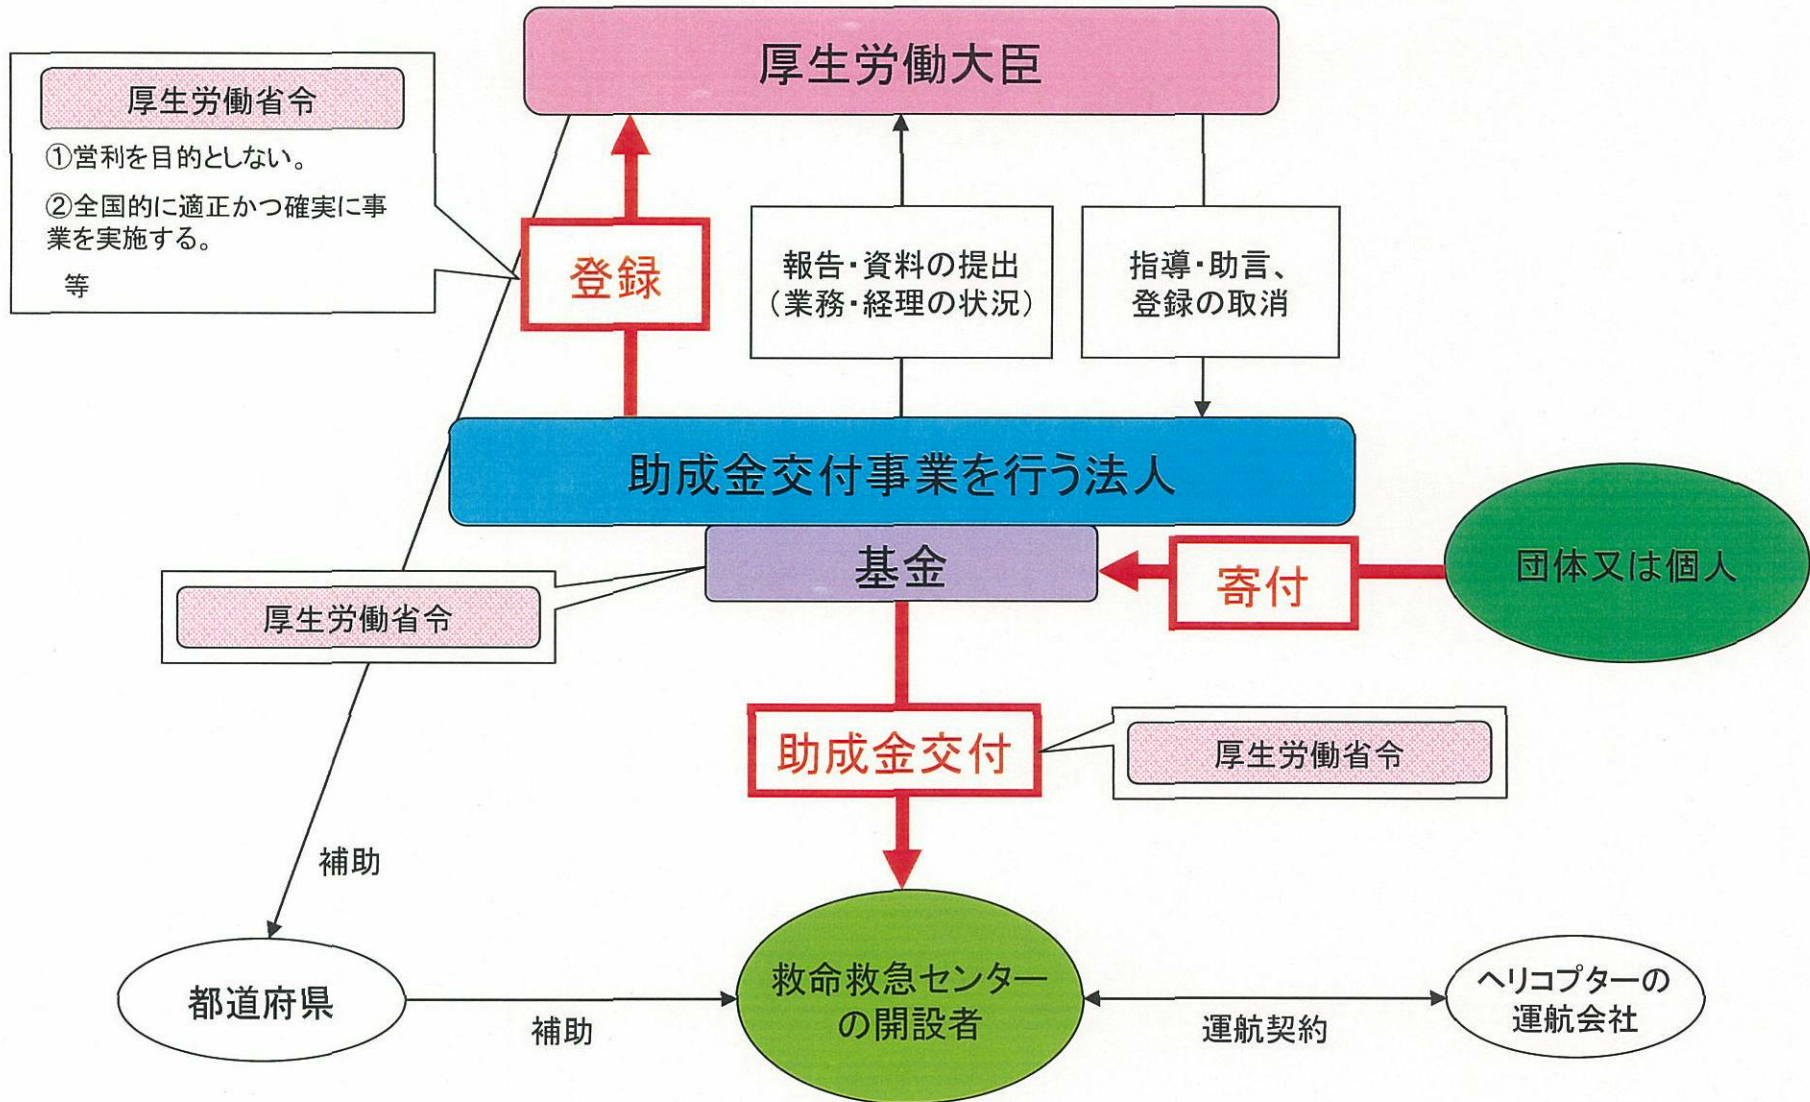 厚生労働大臣
厚生労働省令
①営利を目的としない。
②全国的に適正かつ確実に事
業を実施する。
等
登録
報告・資料の提出
(業務・経理の状況)
指導・助言、
登録の取消
助成金交付事業を行う法人
基金
寄付
団体又は個人
厚生労働省令
助成金交付
厚生労働省令
補助
都道府県
補助
救命救急センター
の開設者
運航契約
ヘリコプターの
運航会社